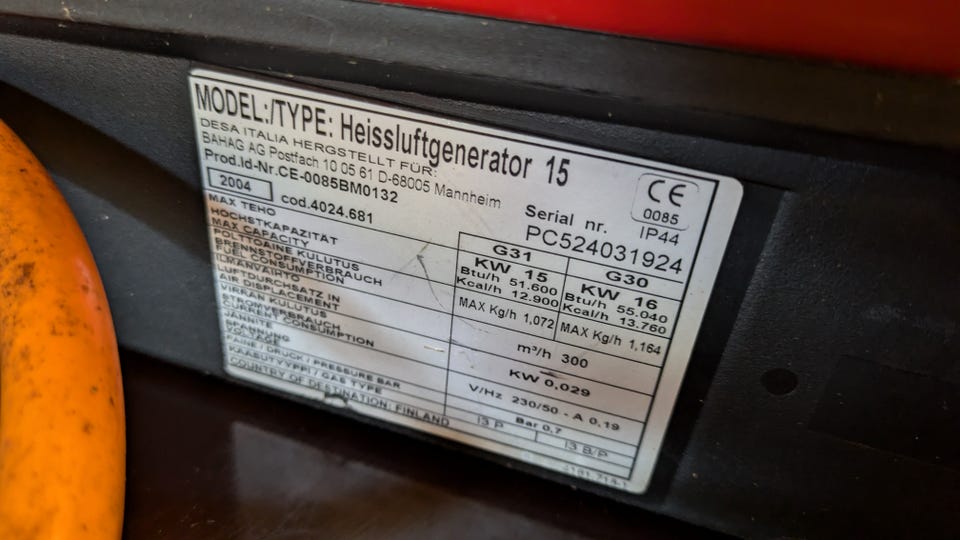 MODEL:/TYPE: Heissluftgenerator 15
DESA ITALIA HERGSTELLT FÜR:
BAHAG AG Postfach 10 05 61 D-68005 Mannheim
Prod.Id-Nr.CE-0085BM0132
2004 cod.4024.681
CE
0085
IP44
Serial nr.
PC524031924
MAX TEHO
HÖCHSTKAPAZITÄT
MAX CAPACITY
G31 G30
KW 15 KW 16
Btu/h 51.600 Btu/h 55.040
Kcal/h 12.900 Kcal/h 13.760
POLTTOAINE KULUTUS
BRENNSTOFFVERBRAUCH
FUEL CONSUMPTION
MAX Kg/h 1,072 MAX Kg/h 1,164
ILMANVAIHTO
LUFTDURCHSATZ IN
AIR DISPLACEMENT
m³/h 300
VIRRAN KULUTUS
STROMVERBRAUCH
CURRENT CONSUMPTION
KW 0,029
JÄNNITE
SPANNUNG
VOLTAGE
V/Hz 230/50 - A 0,19
PAINE / DRUCK / PRESSURE BAR
Bar 0,7
KAASUTYYPPI / GAS TYPE
I3 P I3 B/P
COUNTRY OF DESTINATION: FINLAND